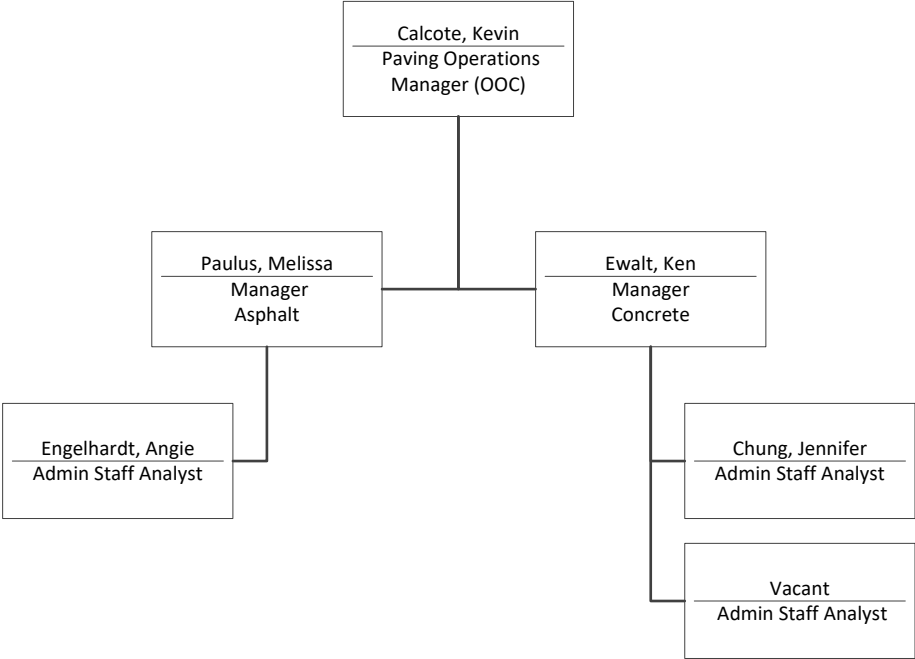 Calcote, Kevin
Paving Operations
Manager (OOC)
Paulus, Melissa
Manager
Asphalt
Ewalt, Ken
Manager
Concrete
Engelhardt, Angie
Admin Staff Analyst
Chung, Jennifer
Admin Staff Analyst
Vacant
Admin Staff Analyst